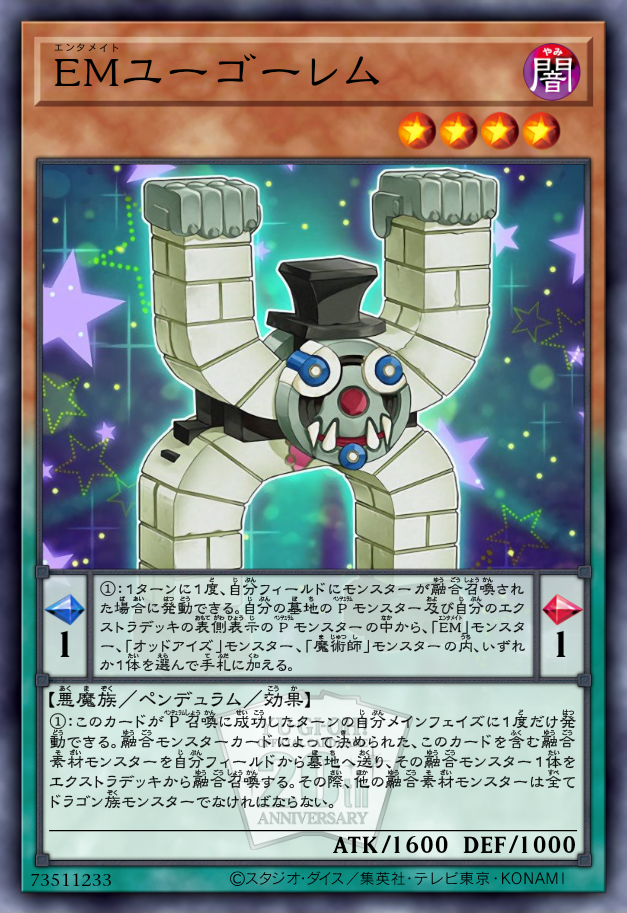 エンタメイト
EMユーゴーレム
やみ
闇
①:1ターンに1度、自分フィールドにモンスターが融合召喚され
た場合に発動できる。自分の墓地のPモンスター及び自分のエク
ストラデッキの表側表示のPモンスターの中から、「EM」モンスタ
ー、「オッドアイズ」モンスター、「魔術師」モンスターの内、いずれ
か1体を選んで手札に加える。
1
1
【悪魔族/ペンデュラム/効果】
①:このカードがP召喚に成功したターンの自分メインフェイズに1度だけ発
動できる。融合モンスターカードによって決められた、このカードを含む融合
素材モンスターを自分フィールドから墓地へ送り、その融合モンスター1体を
エクストラデッキから融合召喚する。その際、他の融合素材モンスターは全て
ドラゴン族モンスターでなければならない。
ANNIVERSARY
ATK/1600 DEF/1000
73511233
©スタジオ・ダイス/集英社・テレビ東京・KONAMI